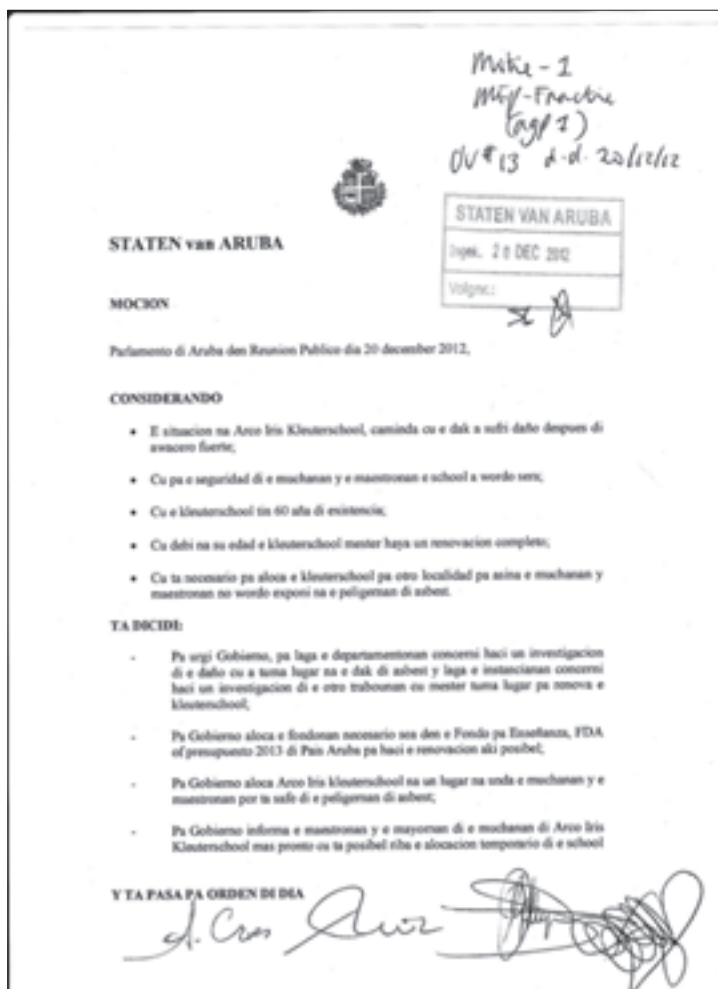 Motie - 1
MEP-Fractie
(agp 1)
OV # 13 d.d. 20/12/12
STATEN VAN ARUBA
Ingek. 20 DEC 2012
Volgnr.:
STATEN van ARUBA
MOCION
Parlamento di Aruba den Reunion Publico dia 20 december 2012,
CONSIDERANDO
• E situacion na Arco Iris Kleuterschool, caminda cu e dak a sufri daño despues di
awacero fuerte;
• Cu pa e seguridad di e muchanan y e maestronan e school a wordo sera;
• Cu e kleuterschool tin 60 aña di existencia;
• Cu debi na su edad e kleuterschool mester haya un renovacion completo;
• Cu ta necesario pa aloca e kleuterschool pa otro localidad pa asina e muchanan y
maestronan no wordo exponi na e peligernan di asbest.
TA DICIDI:
- Pa urgi Gobierno, pa laga e departamentonan concerni haci un investigacion
di e daño cu a tuma lugar na e dak di asbest y laga e instancianan concerni
haci un investigacion di e otro trabounan cu mester tuma lugar pa renova e
kleuterschool;
- Pa Gobierno aloca e fondonan necesario sea den e Fondo pa Enseñanza, FDA
of presupuesto 2013 di Pais Aruba pa haci e renovacion aki posibel;
- Pa Gobierno aloca Arco Iris kleuterschool na un lugar na unda e muchanan y e
maestronan por ta safe di e peligernan di asbest;
- Pa Gobierno informa e maestronan y e mayornan di e muchanan di Arco Iris
Kleuterschool mas pronto cu ta posibel riba e alocacion temporario di e school
Y TA PASA PA ORDEN DI DIA